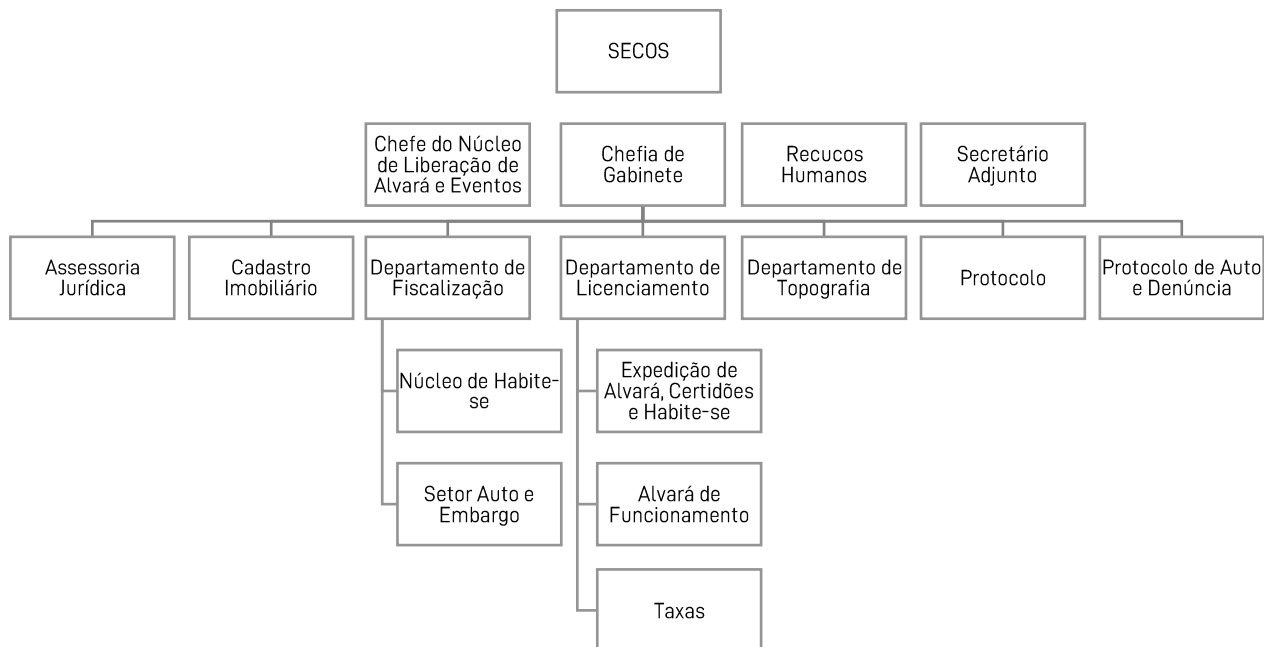 SECOS
Chefe do Núcleo
de Liberação de
Alvará e Eventos
Chefia de
Gabinete
Recucos
Humanos
Secretário
Adjunto
Assessoria
Jurídica
Cadastro
Imobiliário
Departamento de
Fiscalização
Departamento de
Licenciamento
Departamento de
Topografia
Protocolo
Protocolo de Auto
e Denúncia
Núcleo de Habite-
se
Expedição de
Alvará, Certidões
e Habite-se
Setor Auto e
Embargo
Alvará de
Funcionamento
Taxas